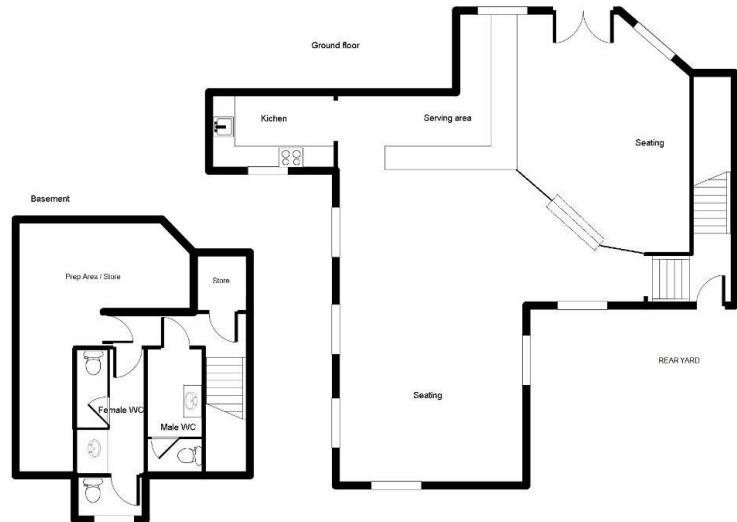 Ground floor
Kichen
Serving area
Seating
Basement
Prep Area / Store
Store
REAR YARD
Seating
Female WC
Male WC